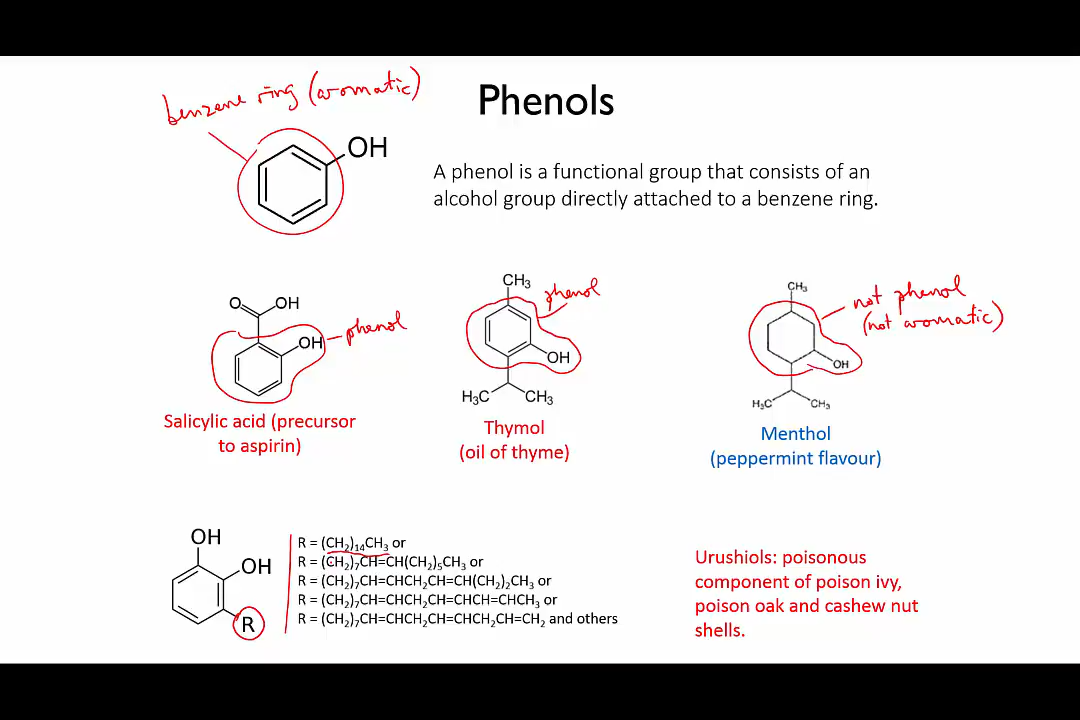 Phenols
benzene ring (aromatic)
OH
A phenol is a functional group that consists of an
alcohol group directly attached to a benzene ring.
O OH
OH
phenol
Salicylic acid (precursor
to aspirin)
CH₃
phenol
OH
H₃C CH₃
Thymol
(oil of thyme)
CH₃
not phenol
(not aromatic)
OH
H₃C CH₃
Menthol
(peppermint flavour)
OH
OH
R
R = (CH₂)₁₄CH₃ or
R = (CH₂)₇CH=CH(CH₂)₅CH₃ or
R = (CH₂)₇CH=CHCH₂CH=CH(CH₂)₂CH₃ or
R = (CH₂)₇CH=CHCH₂CH=CHCH=CHCH₃ or
R = (CH₂)₇CH=CHCH₂CH=CHCH₂CH=CH₂ and others
Urushiols: poisonous
component of poison ivy,
poison oak and cashew nut
shells.